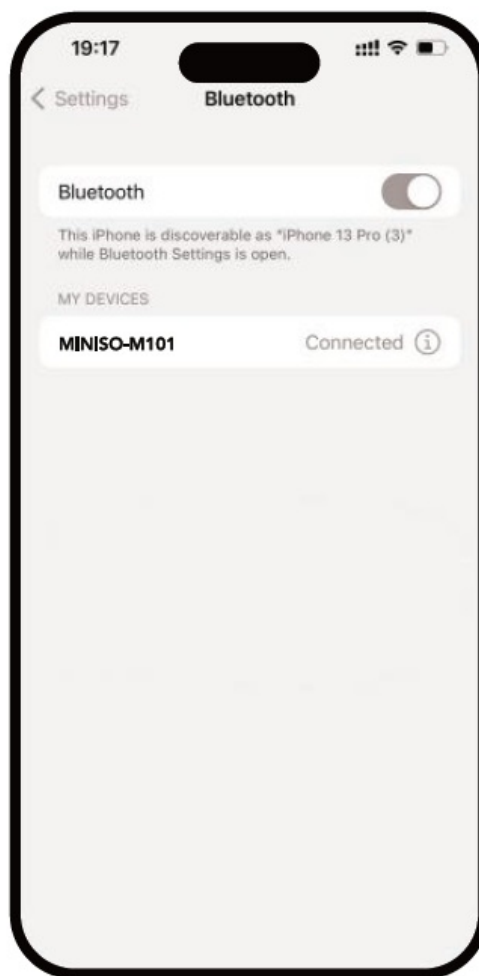 19:17
Settings
Bluetooth
Bluetooth
This iPhone is discoverable as "iPhone 13 Pro (3)"
while Bluetooth Settings is open.
MY DEVICES
MINISO-M101 Connected